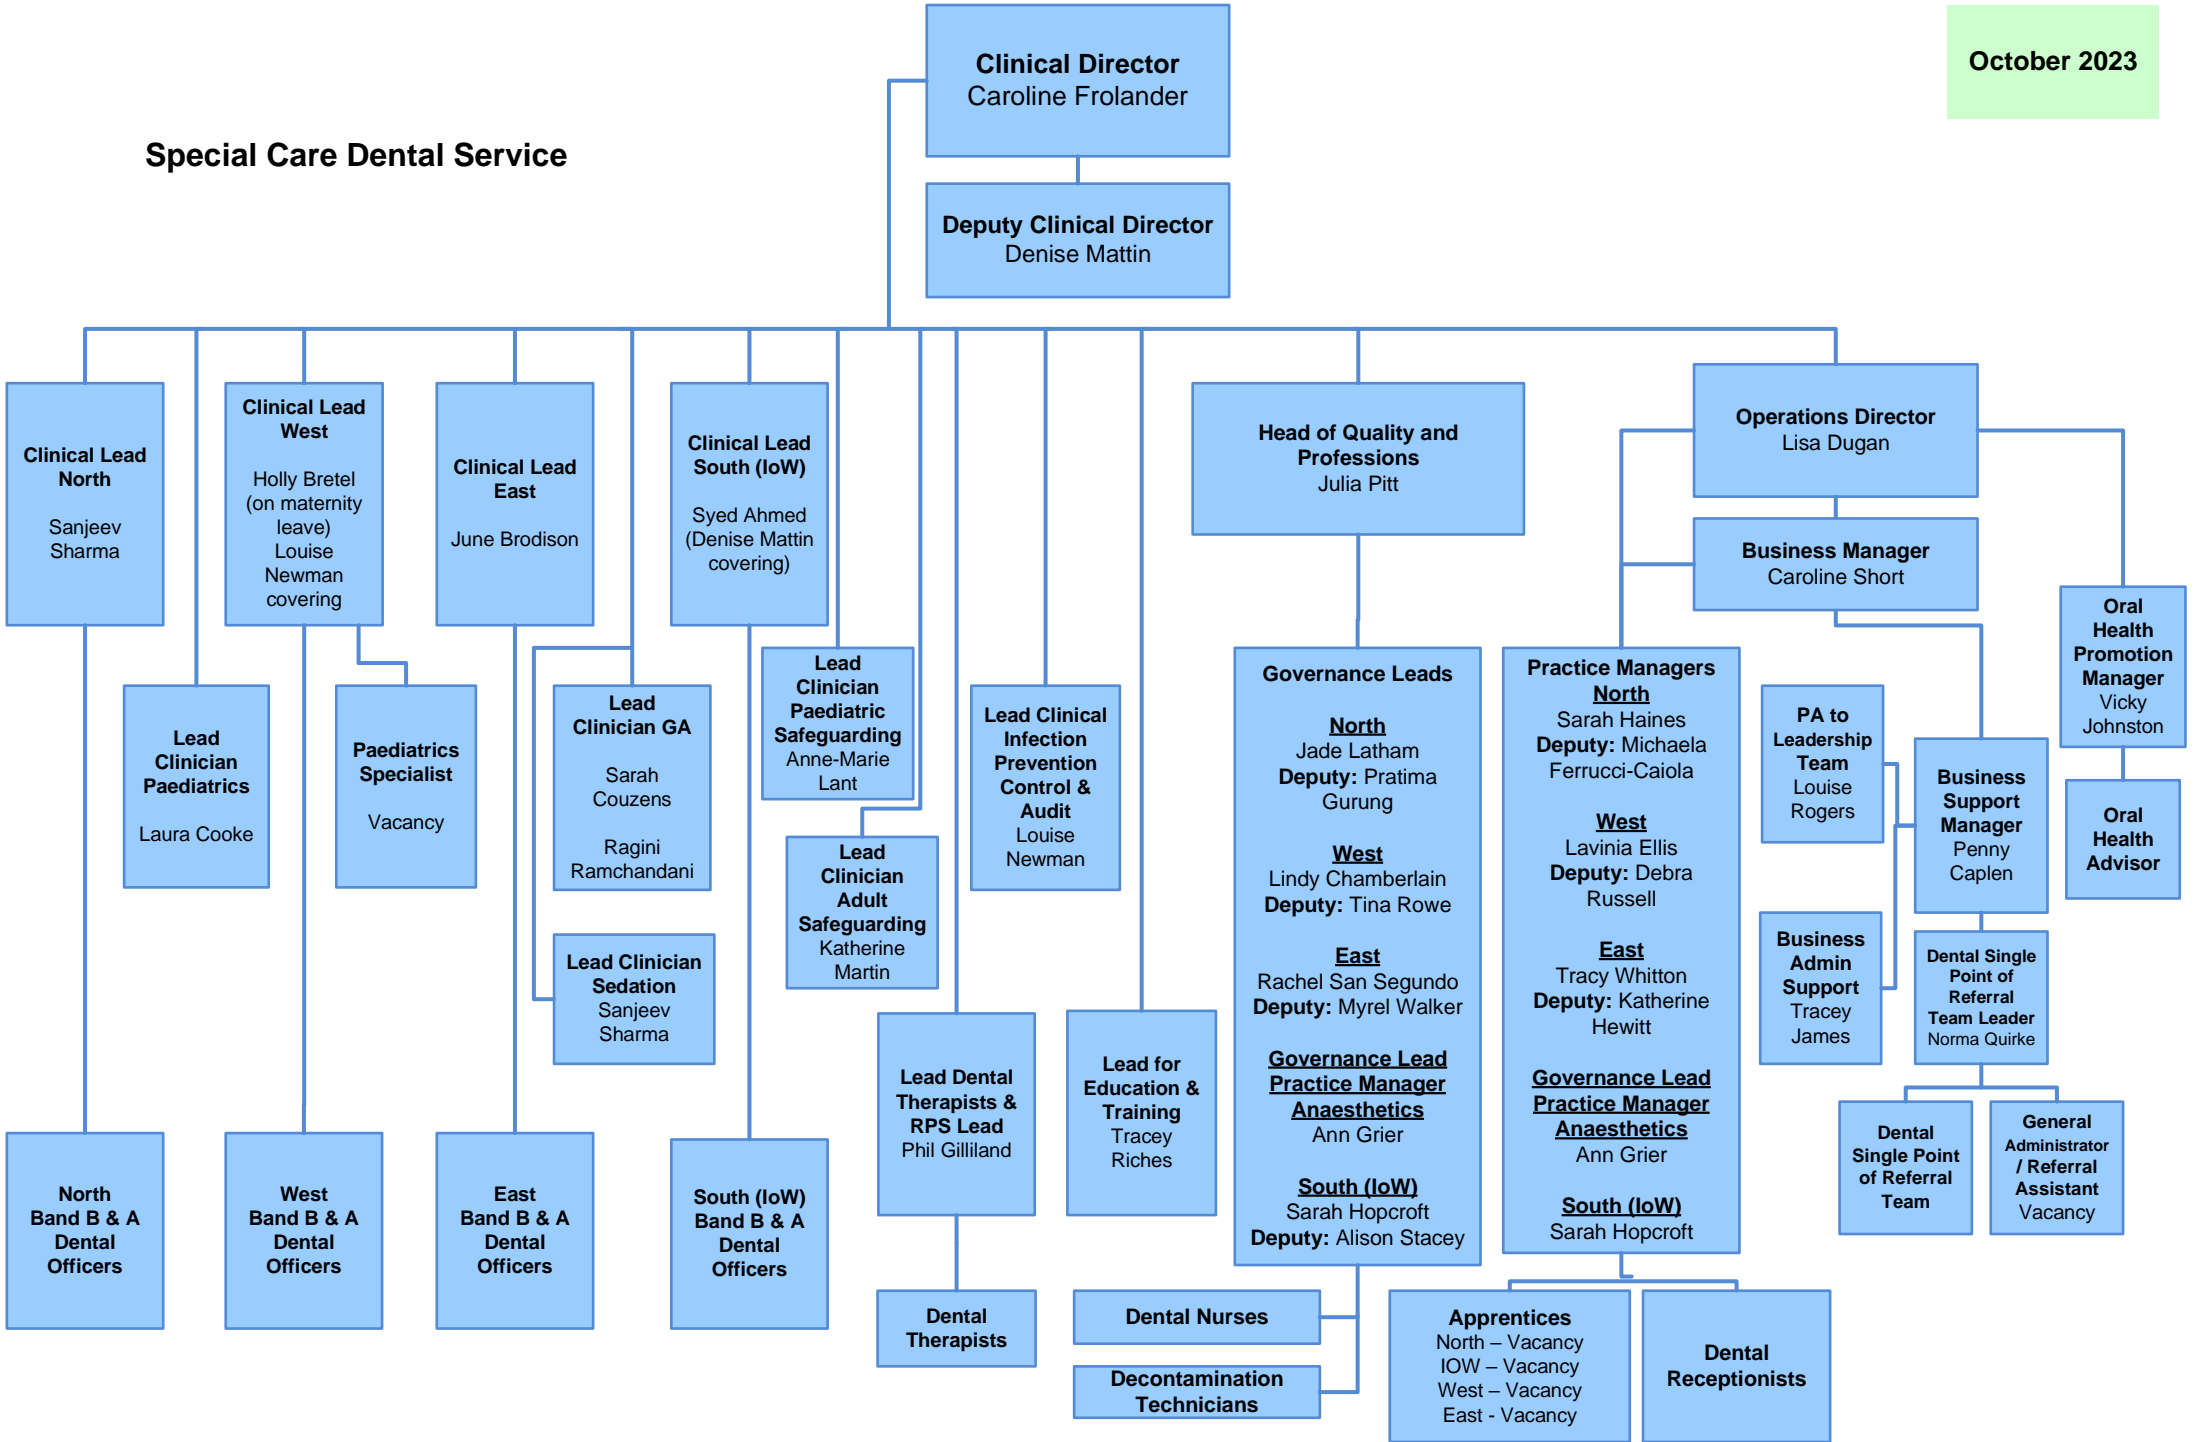 Clinical Director
Caroline Frolander
October 2023
Special Care Dental Service
Deputy Clinical Director
Denise Mattin
Clinical Lead
North
Sanjeev
Sharma
Clinical Lead
West
Holly Bretel
(on maternity
leave)
Louise
Newman
covering
Clinical Lead
East
June Brodison
Clinical Lead
South (IoW)
Syed Ahmed
(Denise Mattin
covering)
Head of Quality and
Professions
Julia Pitt
Operations Director
Lisa Dugan
Business Manager
Caroline Short
Oral
Health
Promotion
Manager
Vicky
Johnston
Lead
Clinician
Paediatrics
Laura Cooke
Paediatrics
Specialist
Vacancy
Lead
Clinician GA
Sarah
Couzens
Ragini
Ramchandani
Lead
Clinician
Paediatric
Safeguarding
Anne-Marie
Lant
Lead
Clinician
Adult
Safeguarding
Katherine
Martin
Lead Clinical
Infection
Prevention
Control &
Audit
Louise
Newman
Lead Clinician
Sedation
Sanjeev
Sharma
Governance Leads
North
Jade Latham
Deputy: Pratima
Gurung
West
Lindy Chamberlain
Deputy: Tina Rowe
East
Rachel San Segundo
Deputy: Myrel Walker
Governance Lead
Practice Manager
Anaesthetics
Ann Grier
South (IoW)
Sarah Hopcroft
Deputy: Alison Stacey
Practice Managers
North
Sarah Haines
Deputy: Michaela
Ferrucci-Caiola
West
Lavinia Ellis
Deputy: Debra
Russell
East
Tracy Whitton
Deputy: Katherine
Hewitt
Governance Lead
Practice Manager
Anaesthetics
Ann Grier
South (IoW)
Sarah Hopcroft
PA to
Leadership
Team
Louise
Rogers
Business
Support
Manager
Penny
Caplen
Oral
Health
Advisor
Business
Admin
Support
Tracey
James
Dental Single
Point of
Referral
Team Leader
Norma Quirke
Dental
Single Point
of Referral
Team
General
Administrator
/ Referral
Assistant
Vacancy
Lead Dental
Therapists &
RPS Lead
Phil Gilliland
Lead for
Education &
Training
Tracey
Riches
North
Band B & A
Dental
Officers
West
Band B & A
Dental
Officers
East
Band B & A
Dental
Officers
South (IoW)
Band B & A
Dental
Officers
Dental
Therapists
Dental Nurses
Decontamination
Technicians
Apprentices
North – Vacancy
IOW – Vacancy
West – Vacancy
East - Vacancy
Dental
Receptionists